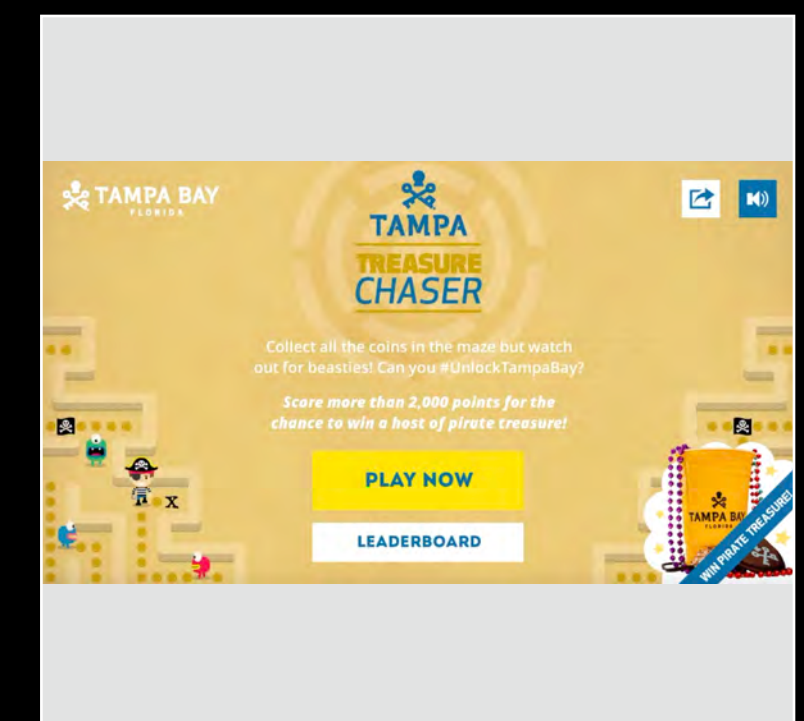 TAMPA BAY
FLORIDA
TAMPA
TREASURE
CHASER
Collect all the coins in the maze but watch
out for beasties! Can you #UnlockTampaBay?
Score more than 2,000 points for the
chance to win a host of pirate treasure!
PLAY NOW
LEADERBOARD
X
TAMPA BAY
FLORIDA
WIN PIRATE TREASURE!